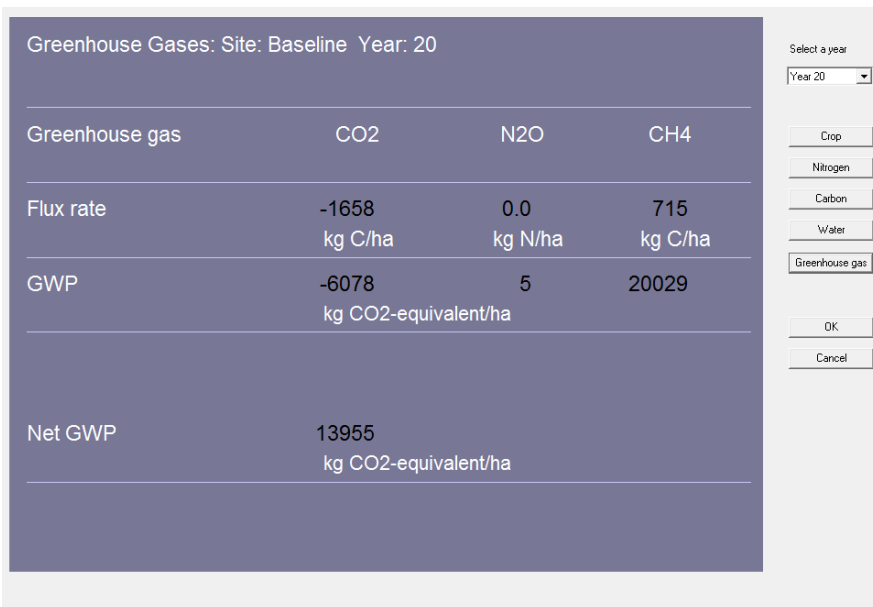 Greenhouse Gases: Site: Baseline Year: 20
Greenhouse gas CO2 N2O CH4
Flux rate -1658 0.0 715
kg C/ha kg N/ha kg C/ha
GWP -6078 5 20029
kg CO2-equivalent/ha
Net GWP 13955
kg CO2-equivalent/ha
Select a year
Year 20
Crop
Nitrogen
Carbon
Water
Greenhouse gas
OK
Cancel